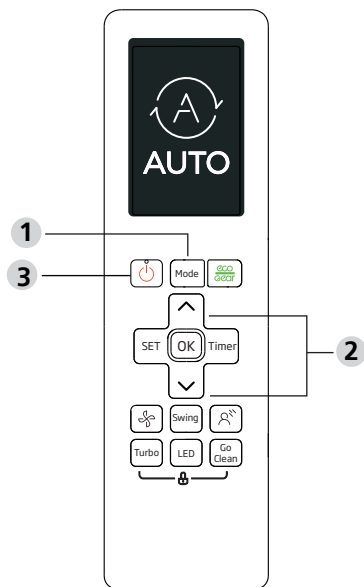 A
AUTO
1
3
Mode
eco
Gear
SET
OK
Timer
2
Swing
Turbo
LED
Go
Clean